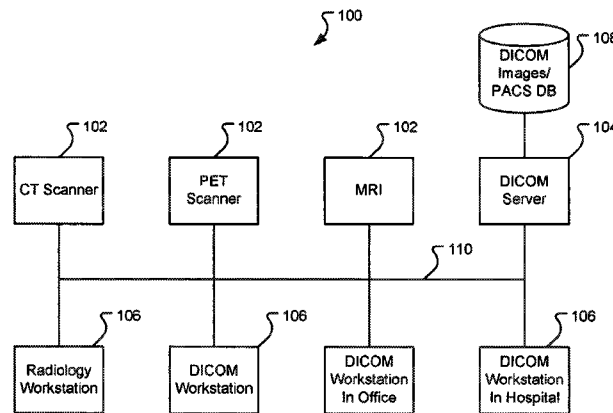 100
DICOM
Images/
PACS DB
108
102
102
102
104
CT Scanner
PET
Scanner
MRI
DICOM
Server
110
106
106
106
Radiology
Workstation
DICOM
Workstation
DICOM
Workstation
In Office
DICOM
Workstation
In Hospital